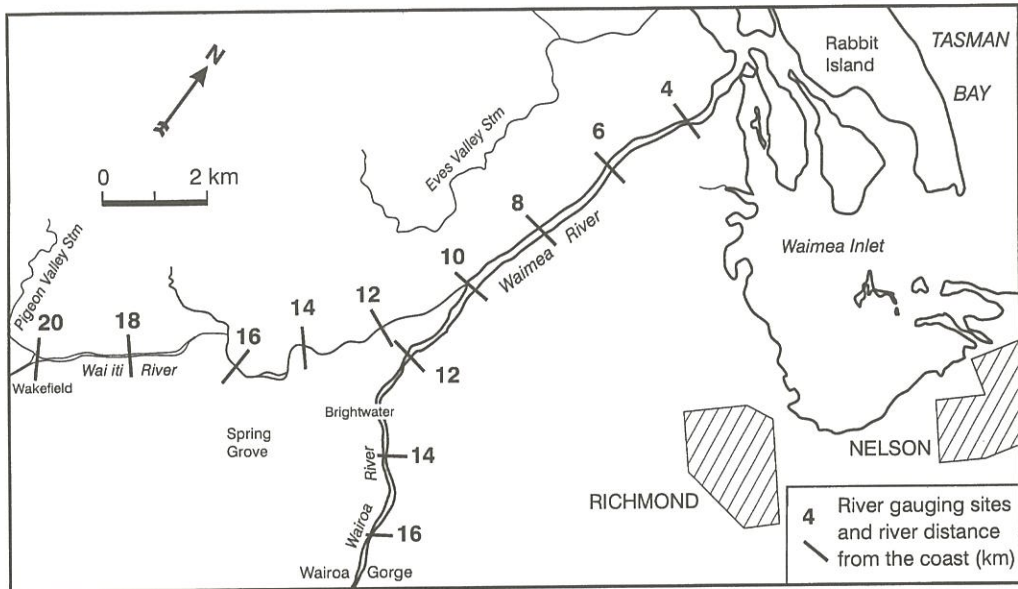 N
Rabbit
Island
TASMAN
BAY
0 2 km
Eves Valley Stm
4
6
8
Waimea River
10
Waimea Inlet
Pigeon Valley Stm
20
18
16
14
12
12
Wai iti River
Wakefield
Brightwater
Spring
Grove
14
River
Wairoa
16
Wairoa Gorge
RICHMOND
NELSON
4 River gauging sites
and river distance
from the coast (km)